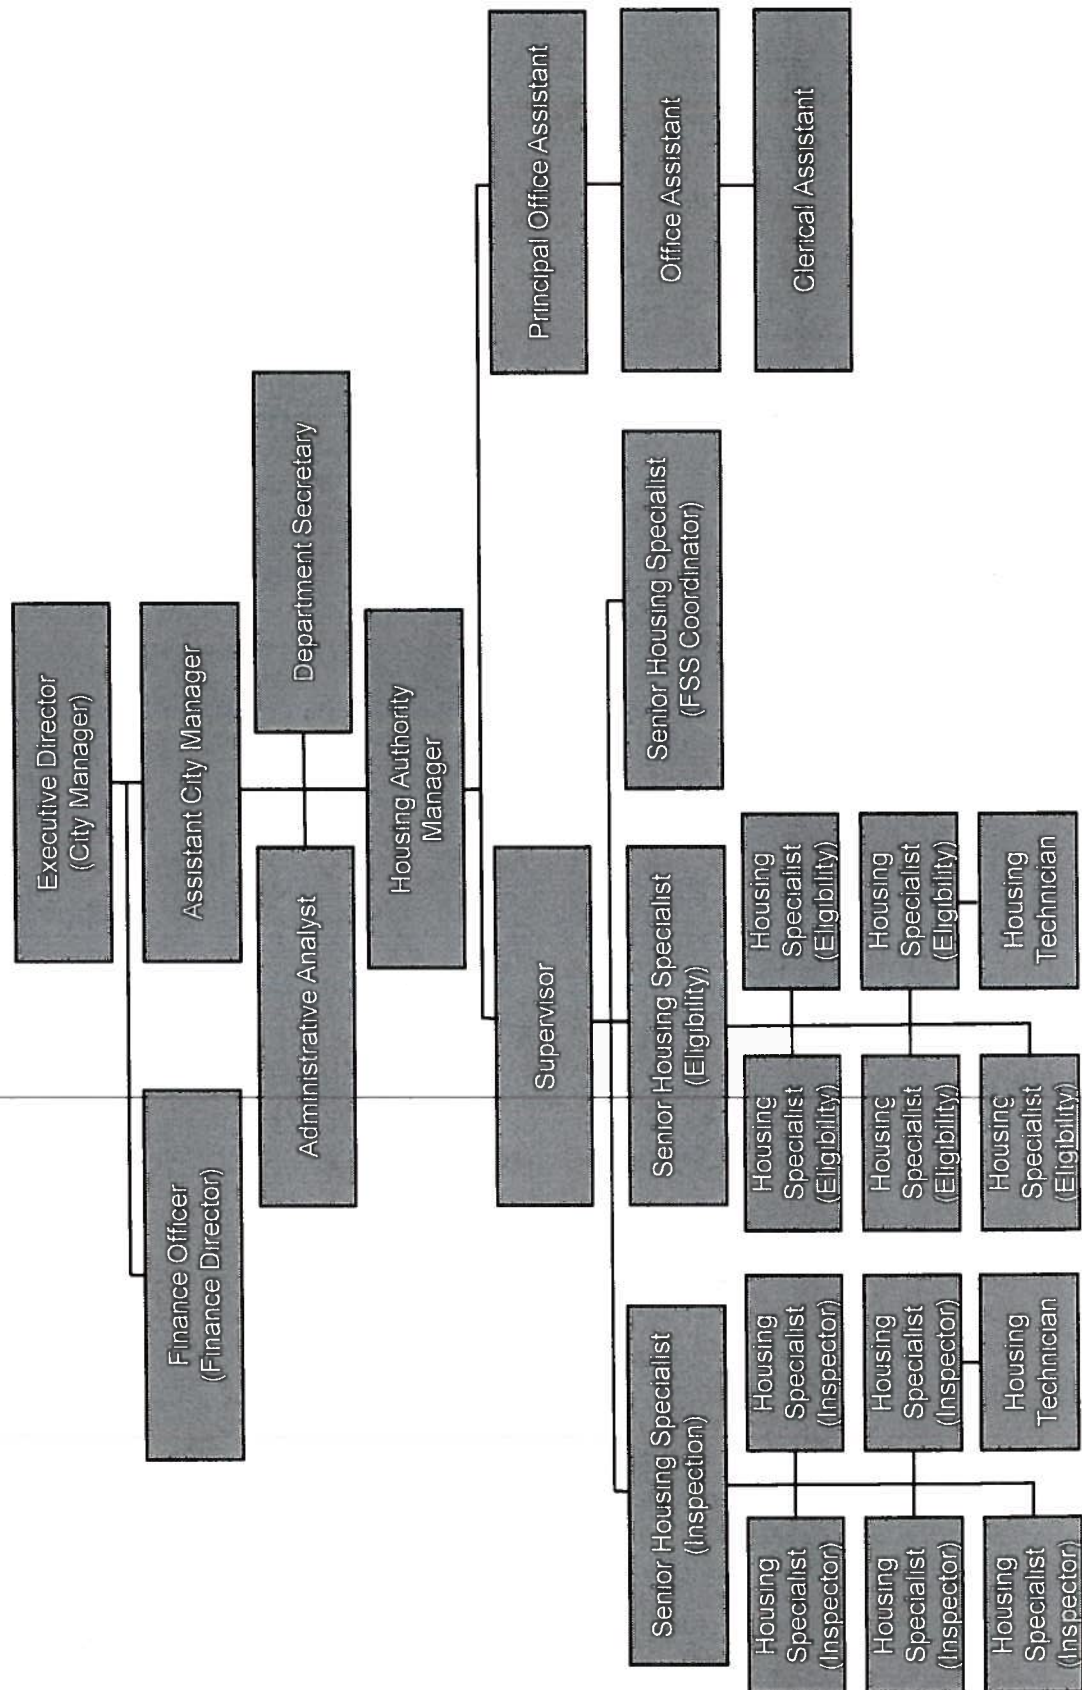 Executive Director
(City Manager)
Finance Officer
(Finance Director)
Assistant City Manager
Administrative Analyst
Department Secretary
Housing Authority
Manager
Supervisor
Principal Office Assistant
Senior Housing Specialist
(Inspection)
Senior Housing Specialist
(Eligibility)
Senior Housing Specialist
(FSS Coordinator)
Office Assistant
Housing
Specialist
(Inspector)
Housing
Specialist
(Inspector)
Housing
Specialist
(Eligibility)
Housing
Specialist
(Eligibility)
Clerical Assistant
Housing
Specialist
(Inspector)
Housing
Specialist
(Inspector)
Housing
Specialist
(Eligibility)
Housing
Specialist
(Eligibility)
Housing
Specialist
(Inspector)
Housing
Technician
Housing
Specialist
(Eligibility)
Housing
Technician